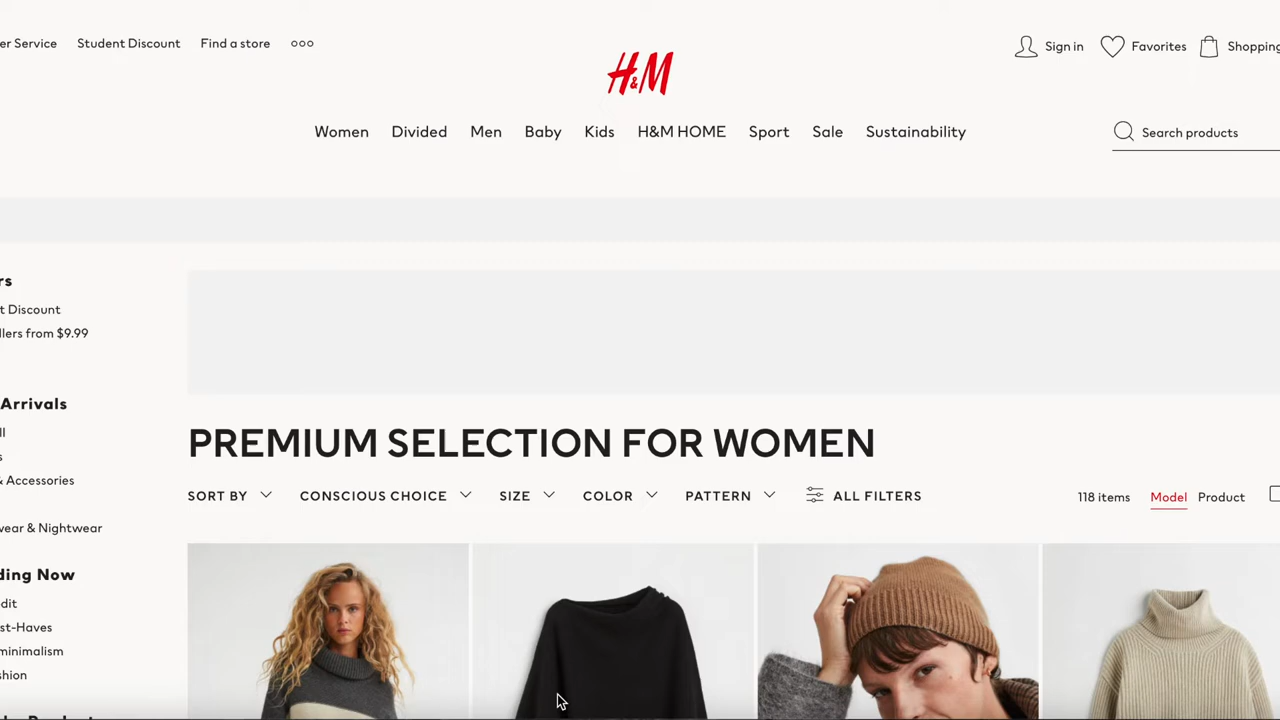 er Service Student Discount Find a store
Sign in Favorites Shopping
H&M
Women Divided Men Baby Kids H&M HOME Sport Sale Sustainability
Search products
rs
t Discount
llers from $9.99
Arrivals
ll
s
& Accessories
wear & Nightwear
ding Now
dit
st-Haves
minimalism
shion
PREMIUM SELECTION FOR WOMEN
SORT BY CONSCIOUS CHOICE SIZE COLOR PATTERN ALL FILTERS
118 items Model Product